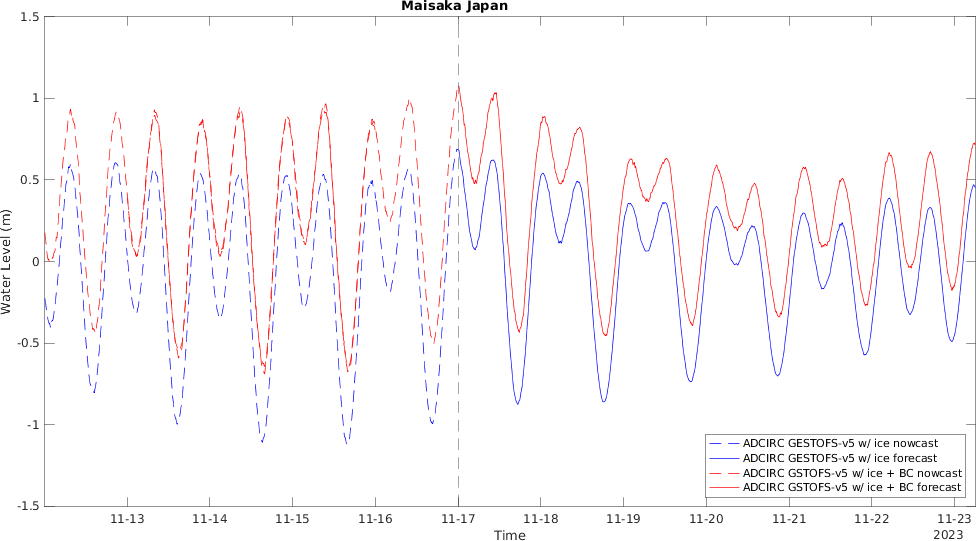 Maisaka Japan
1.5
1
0.5
0
-0.5
-1
-1.5
Water Level (m)
11-13 11-14 11-15 11-16 11-17 11-18 11-19 11-20 11-21 11-22 11-23
Time
2023
ADCIRC GESTOFS-v5 w/ ice nowcast
ADCIRC GESTOFS-v5 w/ ice forecast
ADCIRC GSTOFS-v5 w/ ice + BC nowcast
ADCIRC GSTOFS-v5 w/ ice + BC forecast